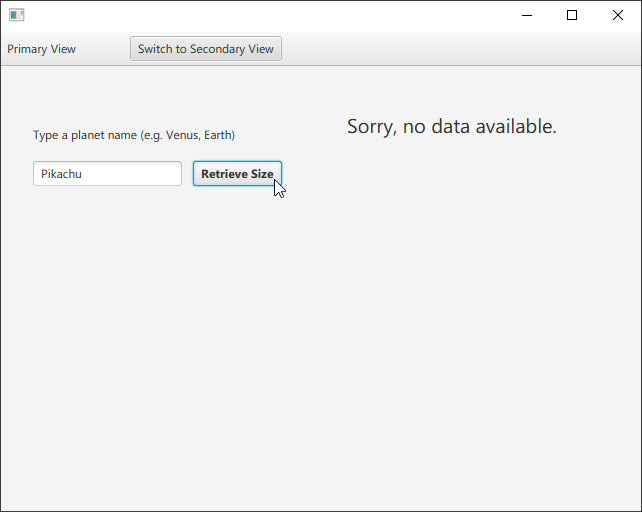 Primary View
Switch to Secondary View
Type a planet name (e.g. Venus, Earth)
Sorry, no data available.
Pikachu
Retrieve Size